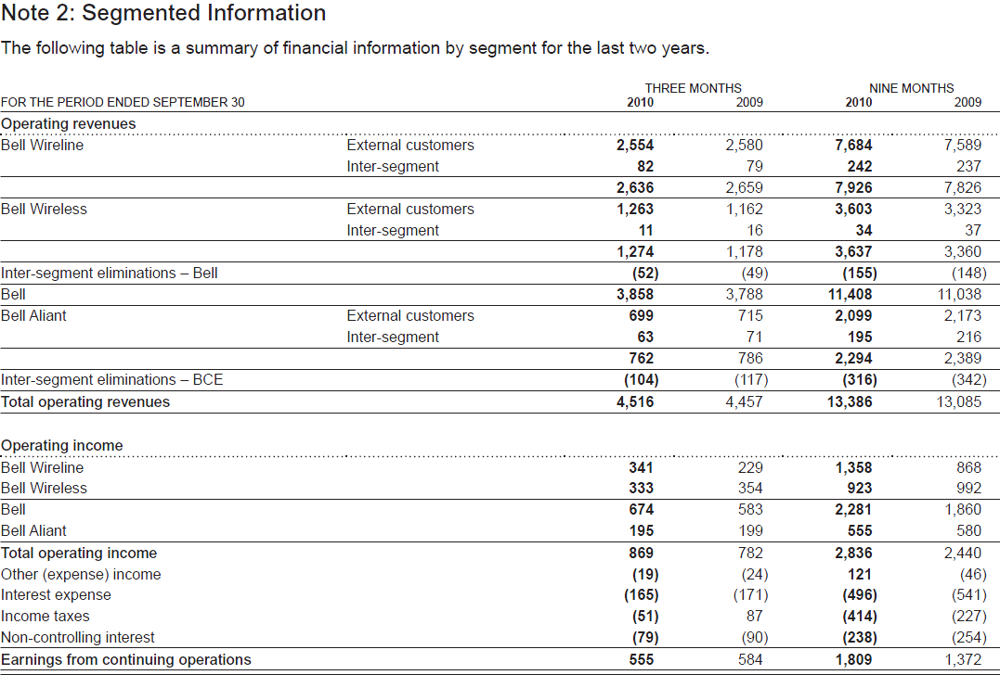 Note 2: Segmented Information
The following table is a summary of financial information by segment for the last two years.
THREE MONTHS NINE MONTHS
FOR THE PERIOD ENDED SEPTEMBER 30 2010 2009 2010 2009
Operating revenues
Bell Wireline External customers 2,554 2,580 7,684 7,589
Inter-segment 82 79 242 237
2,636 2,659 7,926 7,826
Bell Wireless External customers 1,263 1,162 3,603 3,323
Inter-segment 11 16 34 37
1,274 1,178 3,637 3,360
Inter-segment eliminations – Bell (52) (49) (155) (148)
Bell 3,858 3,788 11,408 11,038
Bell Aliant External customers 699 715 2,099 2,173
Inter-segment 63 71 195 216
762 786 2,294 2,389
Inter-segment eliminations – BCE (104) (117) (316) (342)
Total operating revenues 4,516 4,457 13,386 13,085
Operating income
Bell Wireline 341 229 1,358 868
Bell Wireless 333 354 923 992
Bell 674 583 2,281 1,860
Bell Aliant 195 199 555 580
Total operating income 869 782 2,836 2,440
Other (expense) income (19) (24) 121 (46)
Interest expense (165) (171) (496) (541)
Income taxes (51) 87 (414) (227)
Non-controlling interest (79) (90) (238) (254)
Earnings from continuing operations 555 584 1,809 1,372